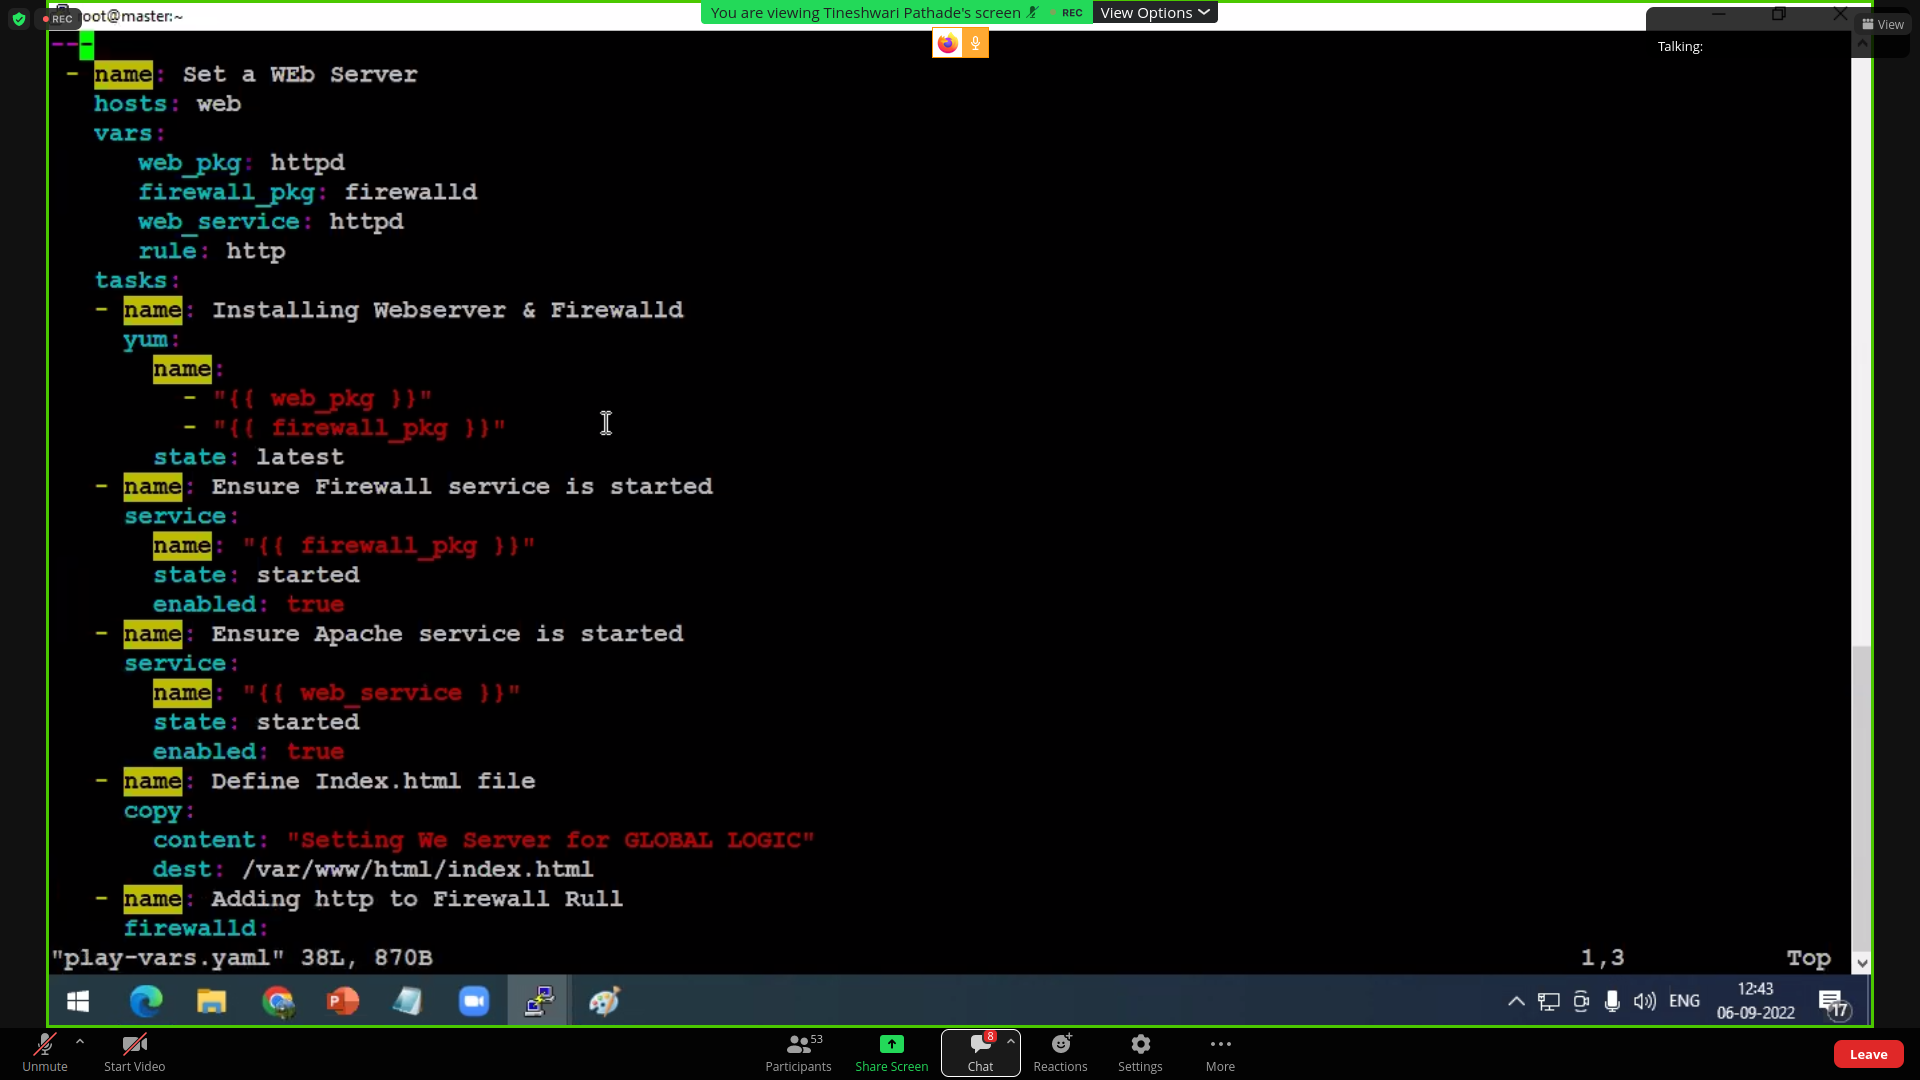 REC
root@master:~
You are viewing Tineshwari Pathade's screen
REC
View Options
View
Talking:
---
- name: Set a WEb Server
hosts: web
vars:
web_pkg: httpd
firewall_pkg: firewalld
web_service: httpd
rule: http
tasks:
- name: Installing Webserver & Firewalld
yum:
name:
- "{{ web_pkg }}"
- "{{ firewall_pkg }}"
state: latest
- name: Ensure Firewall service is started
service:
name: "{{ firewall_pkg }}"
state: started
enabled: true
- name: Ensure Apache service is started
service:
name: "{{ web_service }}"
state: started
enabled: true
- name: Define Index.html file
copy:
content: "Setting We Server for GLOBAL LOGIC"
dest: /var/www/html/index.html
- name: Adding http to Firewall Rull
firewalld:
"play-vars.yaml" 38L, 870B 1,3 Top
ENG
12:43
06-09-2022
17
Unmute
Start Video
Participants 53
Share Screen
Chat 8
Reactions
Settings
More
Leave